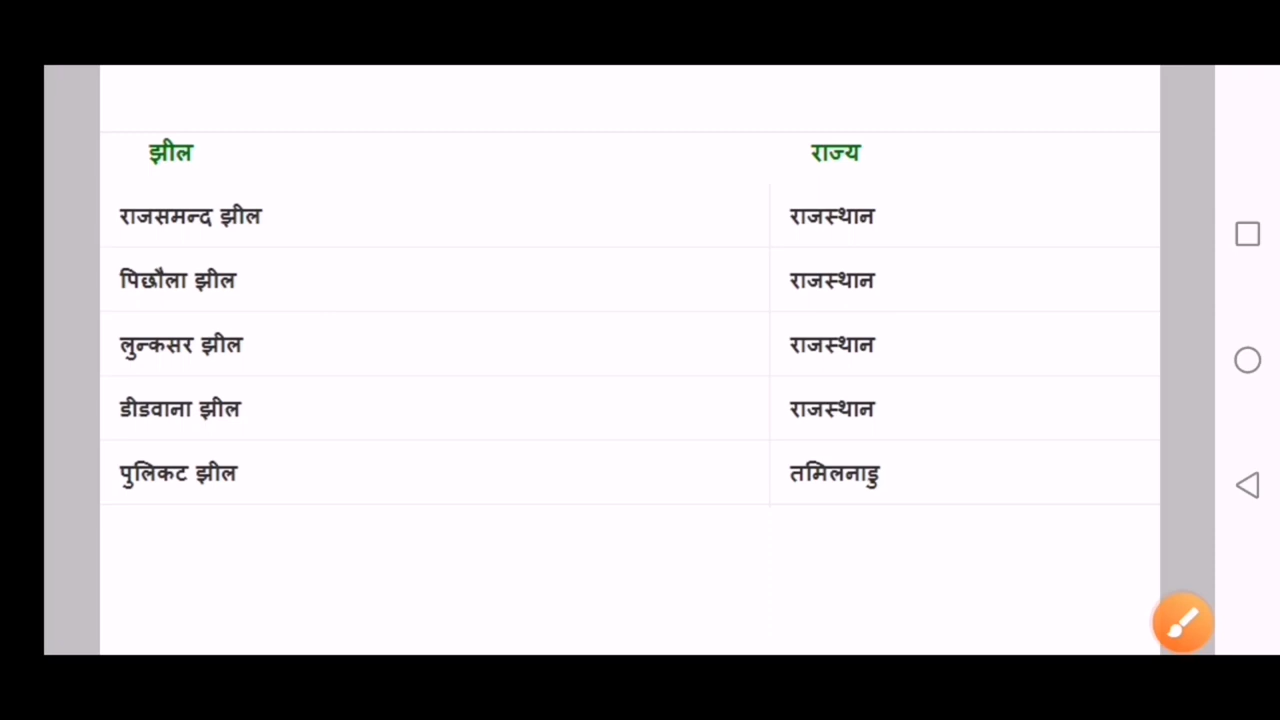 झील राज्य
राजसमन्द झील राजस्थान
पिछौला झील राजस्थान
लुन्कसर झील राजस्थान
डीडवाना झील राजस्थान
पुलिकट झील तमिलनाडु